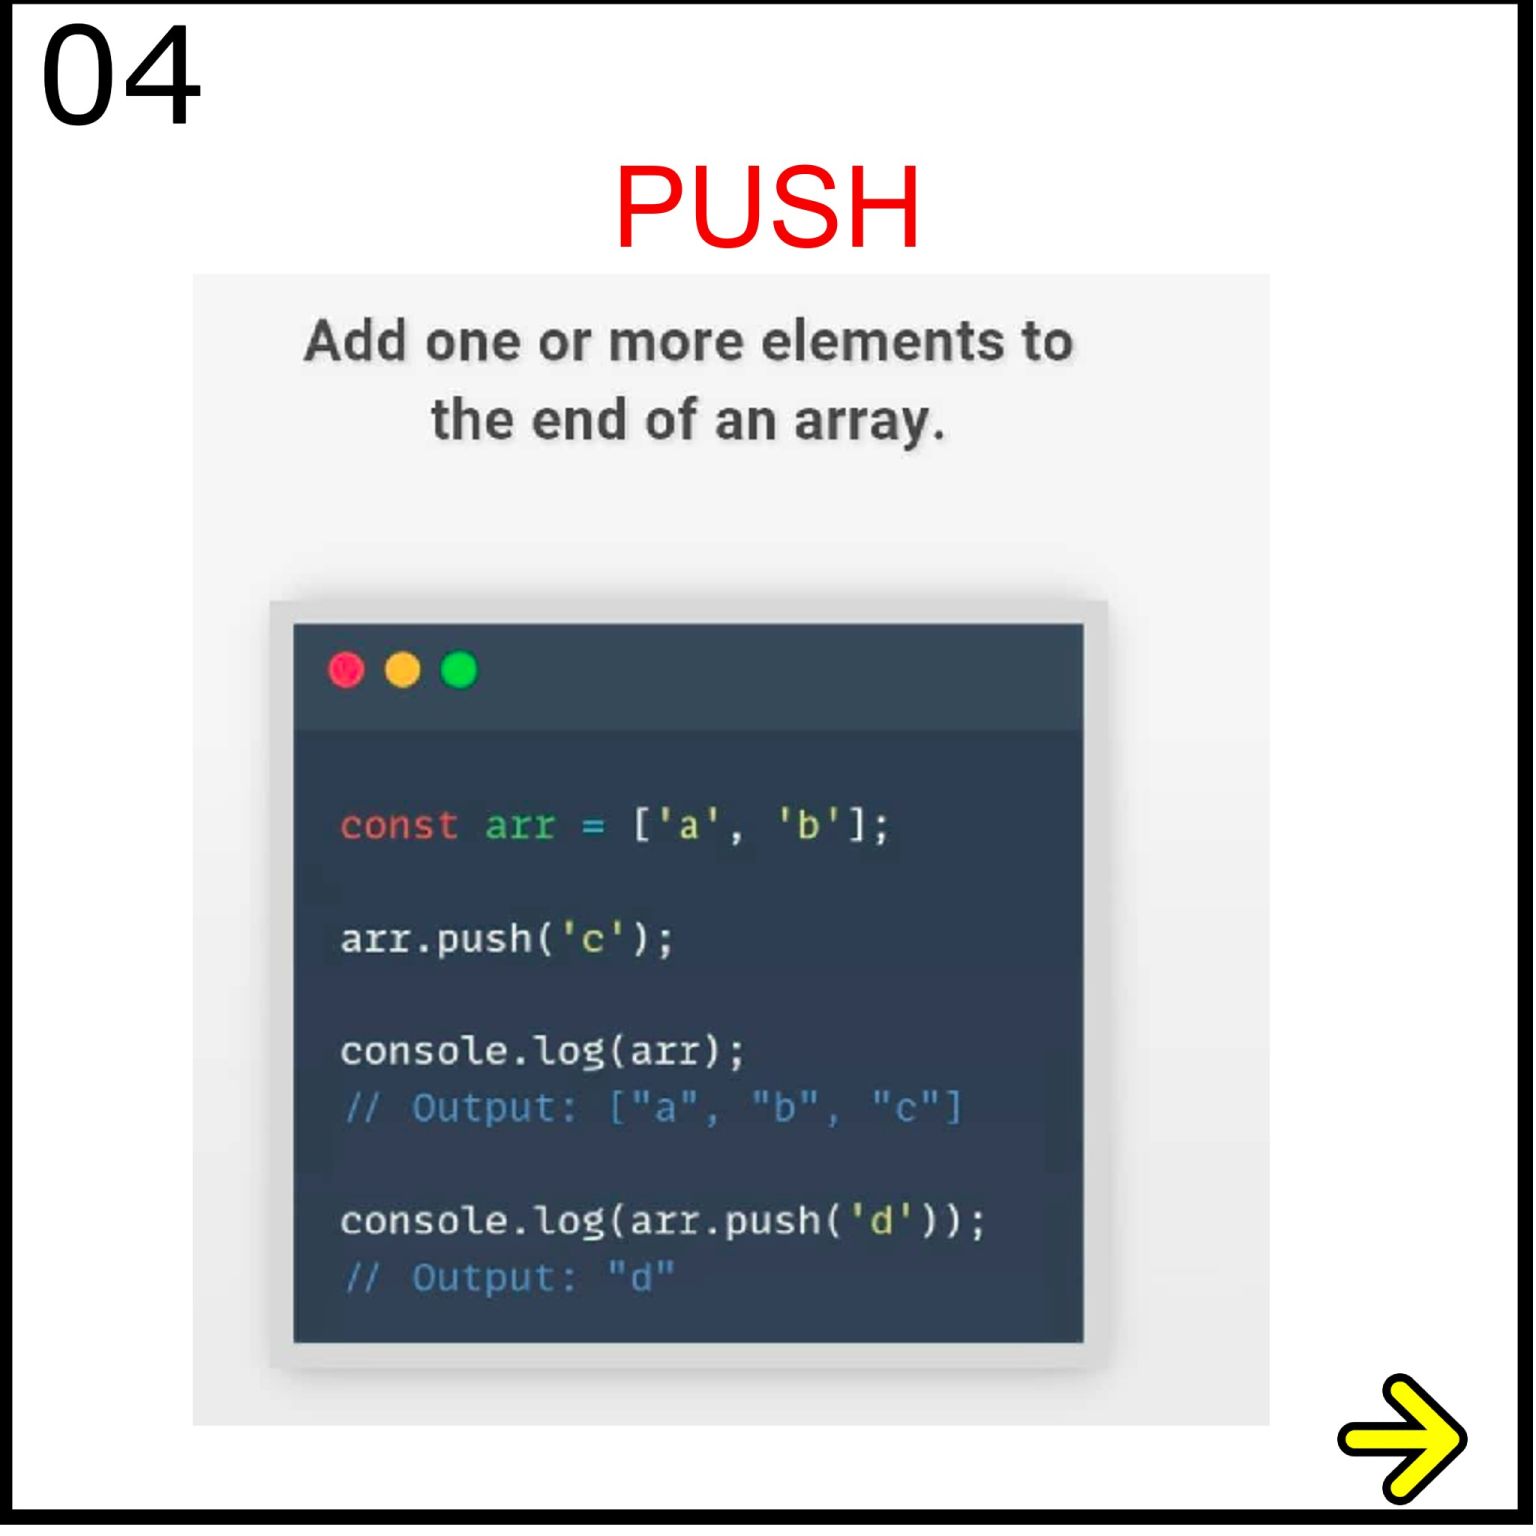 04
PUSH
Add one or more elements to
the end of an array.
const arr = ['a', 'b'];
arr.push('c');
console.log(arr);
// Output: ["a", "b", "c"]
console.log(arr.push('d'));
// Output: "d"